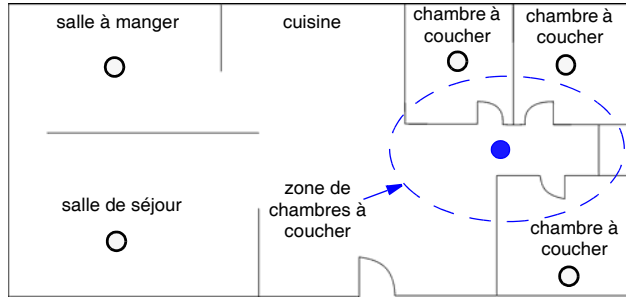 salle à manger
cuisine
chambre à
coucher
chambre à
coucher
zone de
chambres à
coucher
salle de séjour
chambre à
coucher